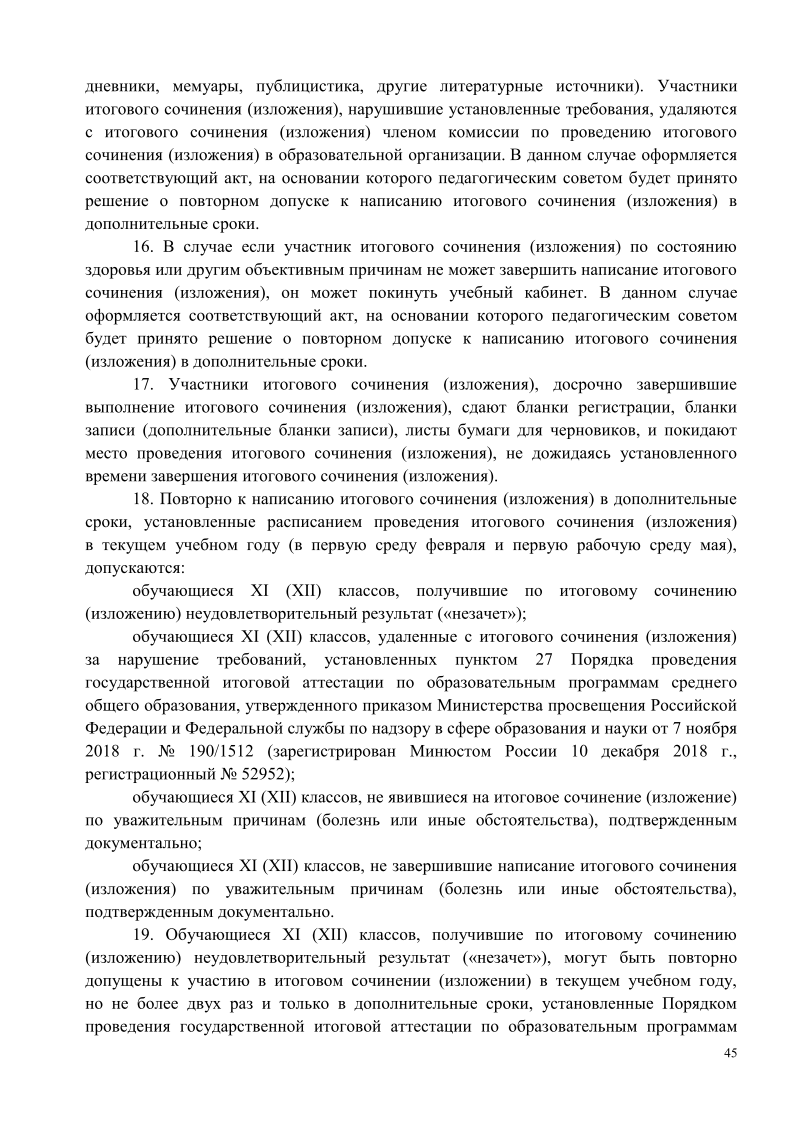 дневники, мемуары, публицистика, другие литературные источники). Участники
итогового сочинения (изложения), нарушившие установленные требования, удаляются
с итогового сочинения (изложения) членом комиссии по проведению итогового
сочинения (изложения) в образовательной организации. В данном случае оформляется
соответствующий акт, на основании которого педагогическим советом будет принято
решение о повторном допуске к написанию итогового сочинения (изложения) в
дополнительные сроки.
16. В случае если участник итогового сочинения (изложения) по состоянию
здоровья или другим объективным причинам не может завершить написание итогового
сочинения (изложения), он может покинуть учебный кабинет. В данном случае
оформляется соответствующий акт, на основании которого педагогическим советом
будет принято решение о повторном допуске к написанию итогового сочинения
(изложения) в дополнительные сроки.
17. Участники итогового сочинения (изложения), досрочно завершившие
выполнение итогового сочинения (изложения), сдают бланки регистрации, бланки
записи (дополнительные бланки записи), листы бумаги для черновиков, и покидают
место проведения итогового сочинения (изложения), не дожидаясь установленного
времени завершения итогового сочинения (изложения).
18. Повторно к написанию итогового сочинения (изложения) в дополнительные
сроки, установленные расписанием проведения итогового сочинения (изложения)
в текущем учебном году (в первую среду февраля и первую рабочую среду мая),
допускаются:
обучающиеся XI (XII) классов, получившие по итоговому сочинению
(изложению) неудовлетворительный результат («незачет»);
обучающиеся XI (XII) классов, удаленные с итогового сочинения (изложения)
за нарушение требований, установленных пунктом 27 Порядка проведения
государственной итоговой аттестации по образовательным программам среднего
общего образования, утвержденного приказом Министерства просвещения Российской
Федерации и Федеральной службы по надзору в сфере образования и науки от 7 ноября
2018 г. № 190/1512 (зарегистрирован Минюстом России 10 декабря 2018 г.,
регистрационный № 52952);
обучающиеся XI (XII) классов, не явившиеся на итоговое сочинение (изложение)
по уважительным причинам (болезнь или иные обстоятельства), подтвержденным
документально;
обучающиеся XI (XII) классов, не завершившие написание итогового сочинения
(изложения) по уважительным причинам (болезнь или иные обстоятельства),
подтвержденным документально.
19. Обучающиеся XI (XII) классов, получившие по итоговому сочинению
(изложению) неудовлетворительный результат («незачет»), могут быть повторно
допущены к участию в итоговом сочинении (изложении) в текущем учебном году,
но не более двух раз и только в дополнительные сроки, установленные Порядком
проведения государственной итоговой аттестации по образовательным программам
45